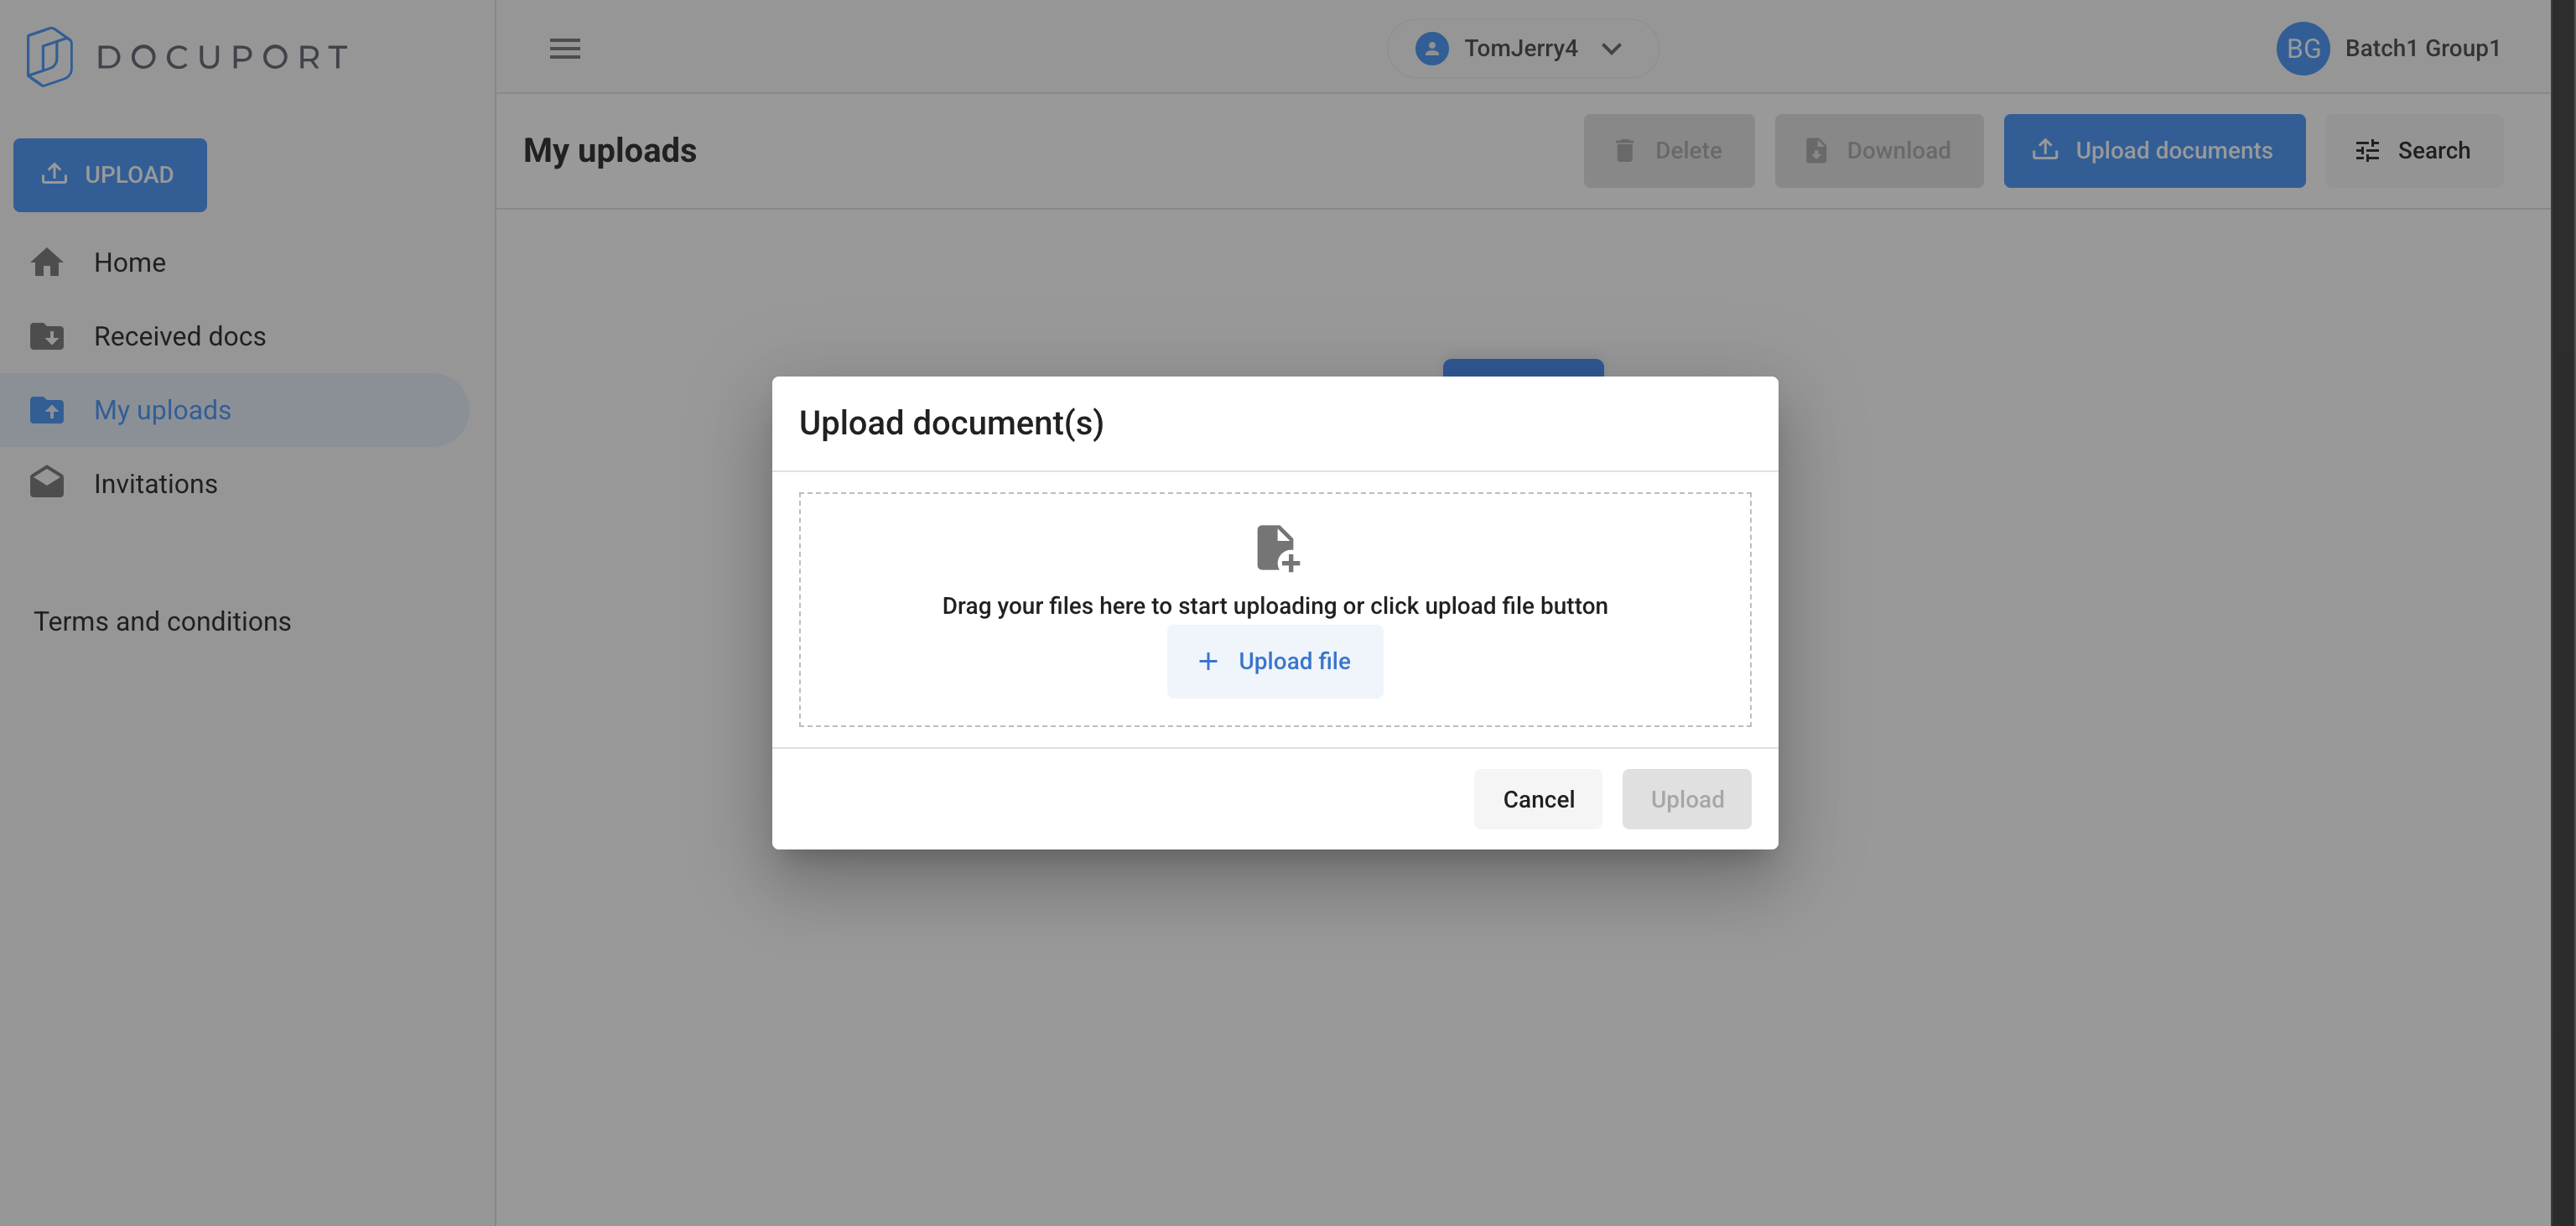 DOCUPORT
TomJerry4
BG
Batch1 Group1
UPLOAD
Home
Received docs
My uploads
Invitations
Terms and conditions
My uploads
Delete
Download
Upload documents
Search
Upload document(s)
Drag your files here to start uploading or click upload file button
Upload file
Cancel
Upload